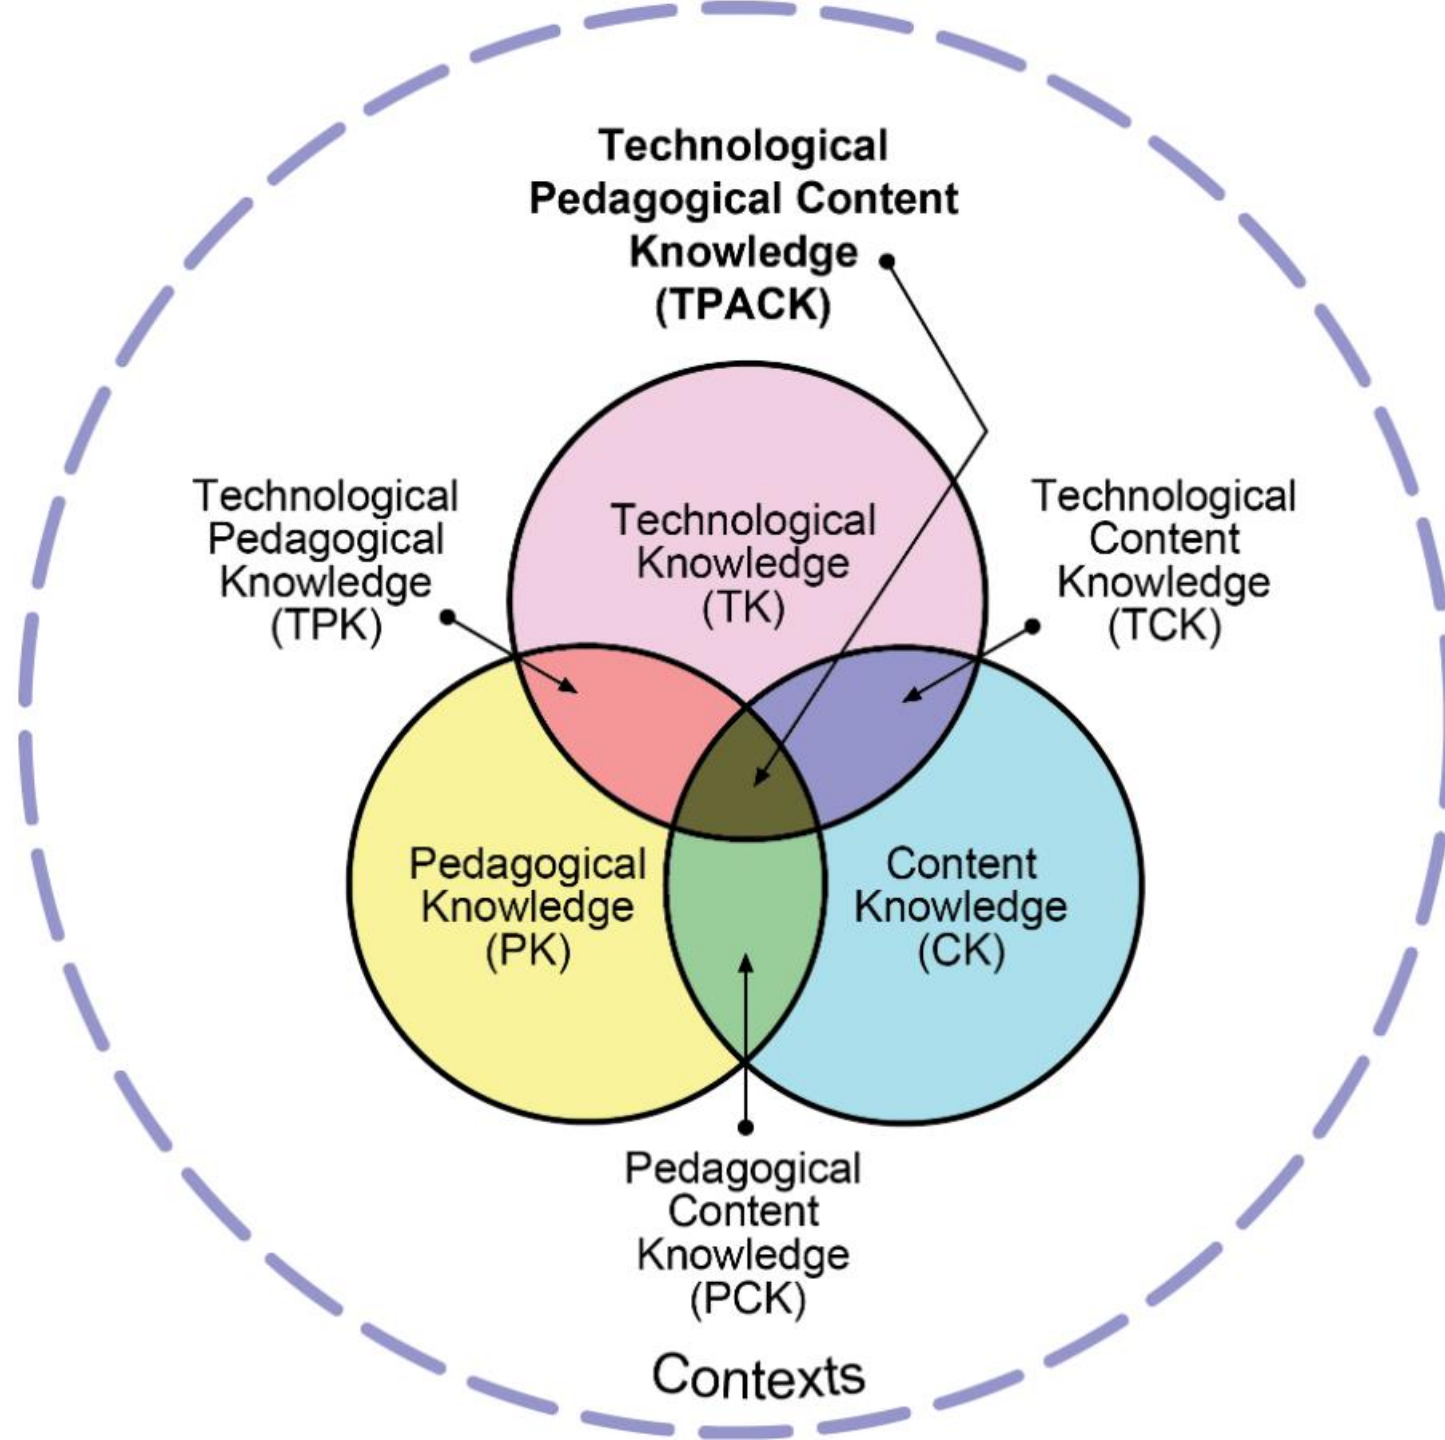 Technological
Pedagogical Content
Knowledge
(TPACK)
Technological
Pedagogical
Knowledge
(TPK)
Technological
Knowledge
(TK)
Technological
Content
Knowledge
(TCK)
Pedagogical
Knowledge
(PK)
Content
Knowledge
(CK)
Pedagogical
Content
Knowledge
(PCK)
Contexts